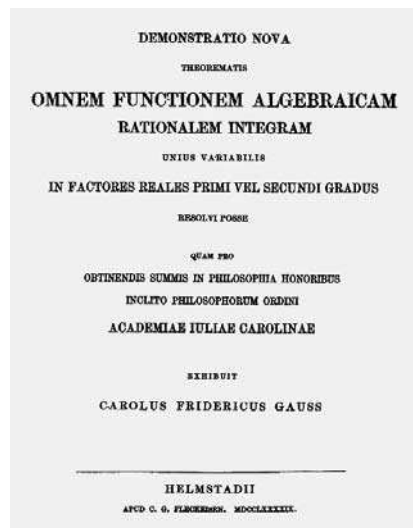 DEMONSTRATIO NOVA
THEOREMATIS
OMNEM FUNCTIONEM ALGEBRAICAM
RATIONALEM INTEGRAM
UNIUS VARIABILIS
IN FACTORES REALES PRIMI VEL SECUNDI GRADUS
RESOLVI POSSE
QUAM PRO
OBTINENDIS SUMMIS IN PHILOSOPHIA HONORIBUS
INCLITO PHILOSOPHORUM ORDINI
ACADEMIAE IULIAE CAROLINAE
EXHIBUIT
CAROLUS FRIDERICUS GAUSS
HELMSTADII
APUD C. G. FLECKEISEN. MDCCLXXXXIX.